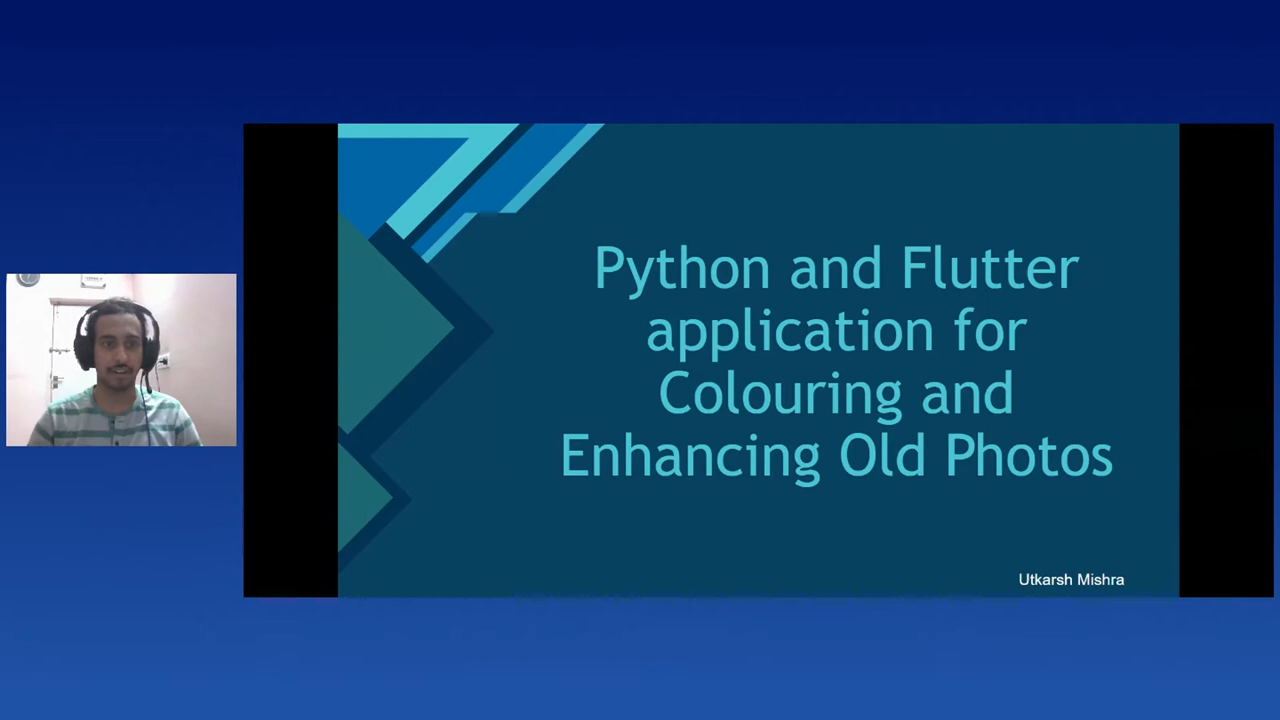 Python and Flutter
application for
Colouring and
Enhancing Old Photos
Utkarsh Mishra